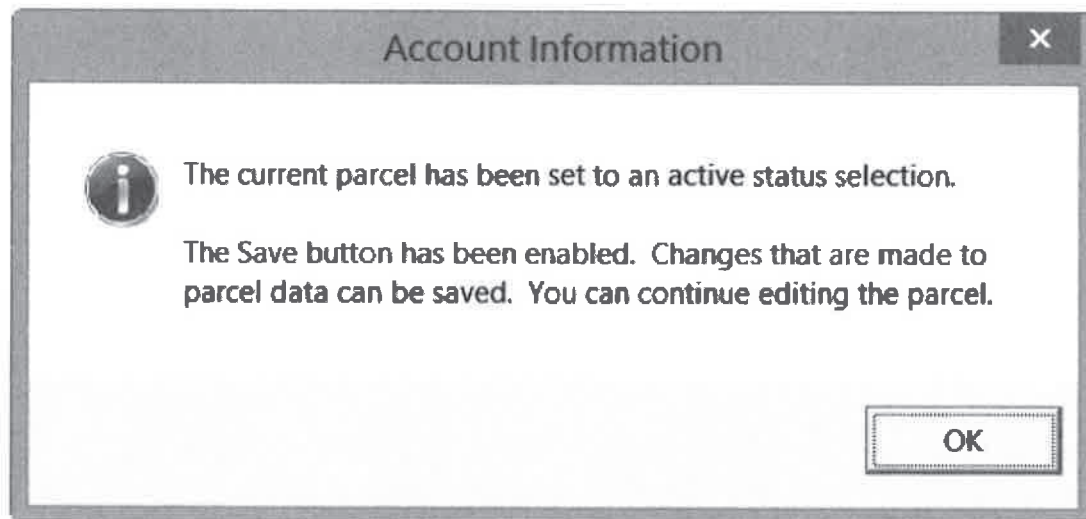 Account Information
The current parcel has been set to an active status selection.
The Save button has been enabled.  Changes that are made to
parcel data can be saved.  You can continue editing the parcel.
OK